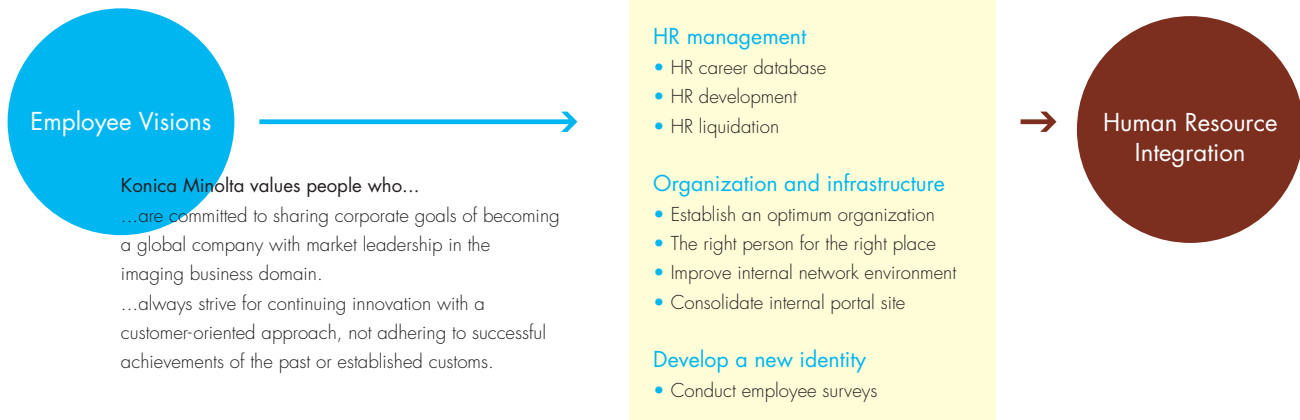 Employee Visions
Konica Minolta values people who...
...are committed to sharing corporate goals of becoming
a global company with market leadership in the
imaging business domain.
...always strive for continuing innovation with a
customer-oriented approach, not adhering to successful
achievements of the past or established customs.
HR management
• HR career database
• HR development
• HR liquidation
Organization and infrastructure
• Establish an optimum organization
• The right person for the right place
• Improve internal network environment
• Consolidate internal portal site
Develop a new identity
• Conduct employee surveys
Human Resource
Integration